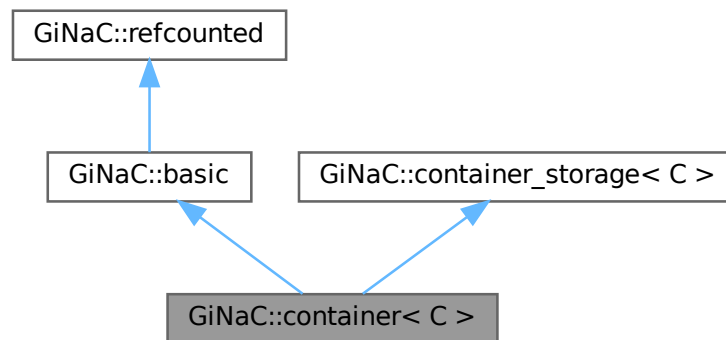 GiNaC::refcounted
GiNaC::basic
GiNaC::container_storage< C >
GiNaC::container< C >